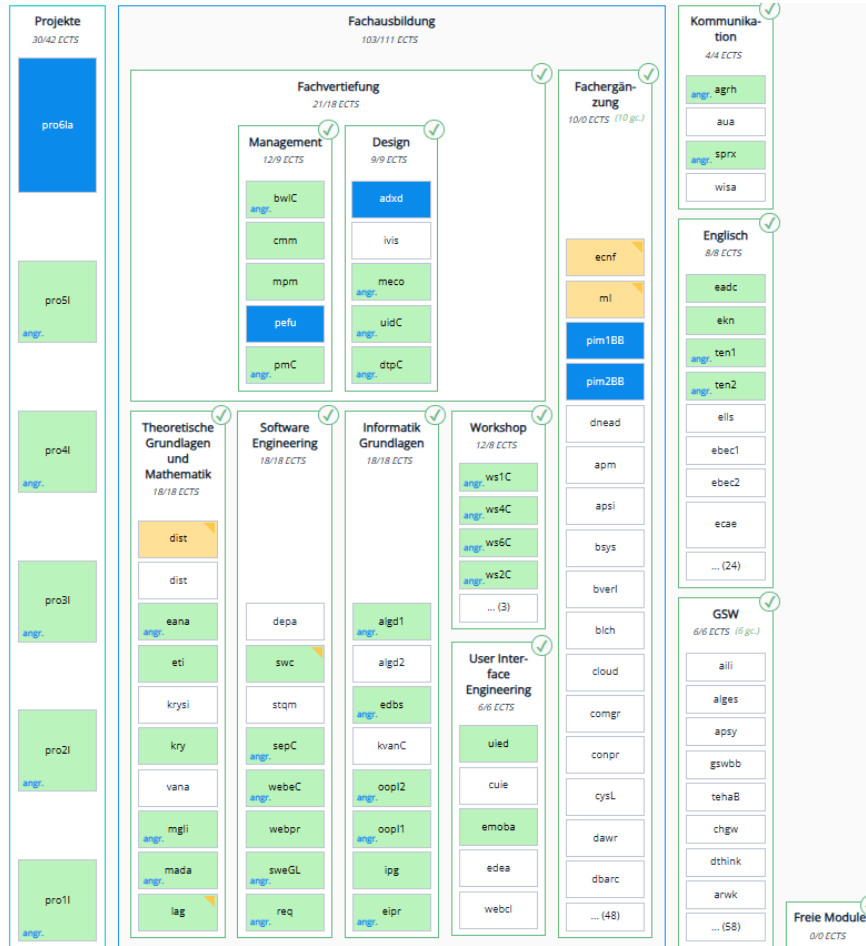 Projekte
30/42 ECTS
pro6Ia
pro5I
angr.
pro4I
angr.
pro3I
angr.
pro2I
angr.
pro1I
angr.
Fachausbildung
103/111 ECTS
Fachvertiefung
21/18 ECTS
Management
12/9 ECTS
bwlC
angr.
cmm
mpm
pefu
pmC
angr.
Design
9/9 ECTS
adxd
ivis
meco
angr.
uidC
angr.
dtpC
angr.
Fachergän-
zung
10/0 ECTS (10 gc.)
ecnf
ml
pim1BB
pim2BB
dnead
apm
apsi
bsys
bverl
blch
cloud
comgr
conpr
cysL
dawr
dbarc
... (48)
Theoretische
Grundlagen
und
Mathematik
18/18 ECTS
dist
dist
eana
angr.
eti
krysi
kry
vana
mgli
angr.
mada
angr.
lag
Software
Engineering
18/18 ECTS
depa
swc
stqm
sepC
angr.
webeC
angr.
webpr
sweGL
angr.
req
angr.
Informatik
Grundlagen
18/18 ECTS
algd1
angr.
algd2
edbs
angr.
kvanC
oopI2
angr.
oopI1
angr.
ipg
eipr
angr.
Workshop
12/8 ECTS
angr. ws1C
angr. ws4C
angr. ws6C
angr. ws2C
... (3)
User Inter-
face
Engineering
6/6 ECTS
uied
cuie
emoba
edea
webcl
Kommunika-
tion
4/4 ECTS
angr. agrh
aua
angr. sprx
wisa
Englisch
8/8 ECTS
eadc
ekn
angr. ten1
angr. ten2
ells
ebec1
ebec2
ecae
... (24)
GSW
6/6 ECTS (6 gc.)
aili
alges
apsy
gswbb
tehaB
chgw
dthink
arwk
... (58)
Freie Module
0/0 ECTS